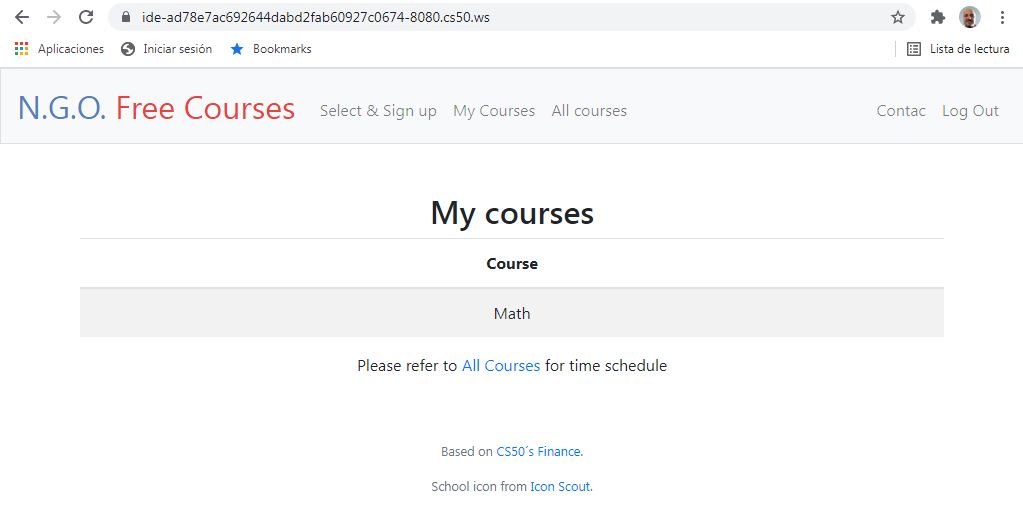 ide-ad78e7ac692644dabd2fab60927c0674-8080.cs50.ws
Aplicaciones Iniciar sesión Bookmarks Lista de lectura
N.G.O. Free Courses Select & Sign up My Courses All courses Contac Log Out
My courses
Course
Math
Please refer to All Courses for time schedule
Based on CS50´s Finance.
School icon from Icon Scout.